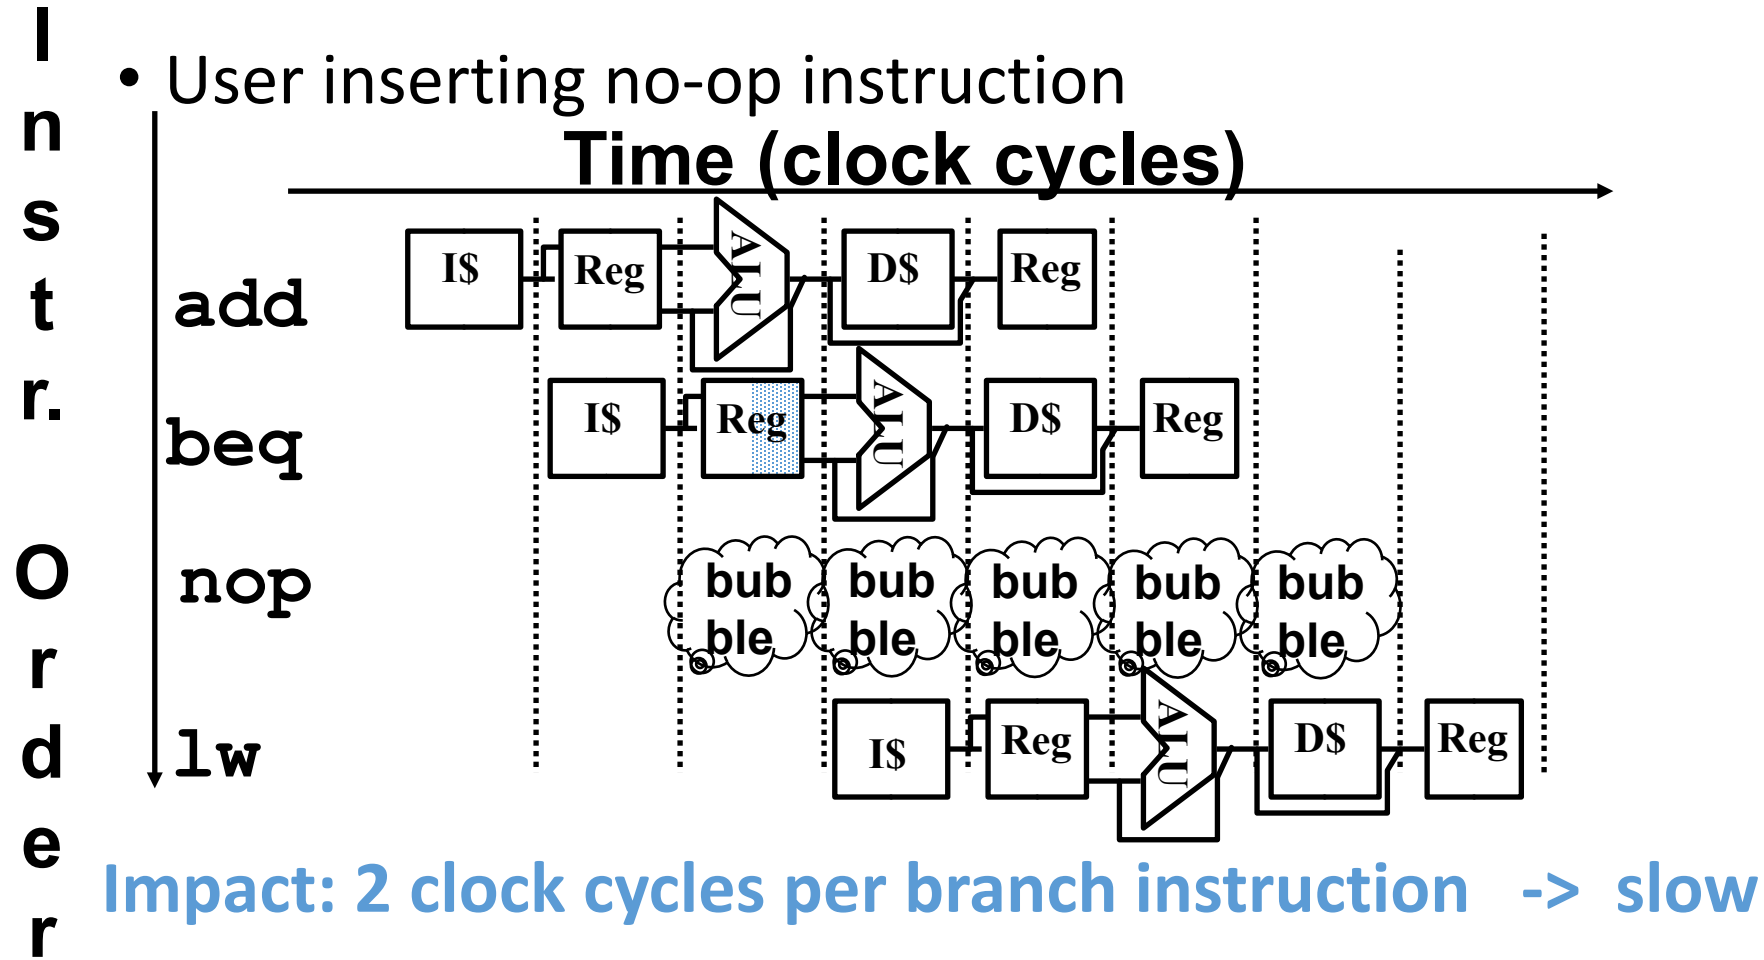 Instr. Order
• User inserting no-op instruction
Time (clock cycles)
add
I$ Reg ALU D$ Reg
beq
I$ Reg ALU D$ Reg
nop
bub bub bub bub bub
ble ble ble ble ble
lw
I$ Reg ALU D$ Reg
Impact: 2 clock cycles per branch instruction -> slow